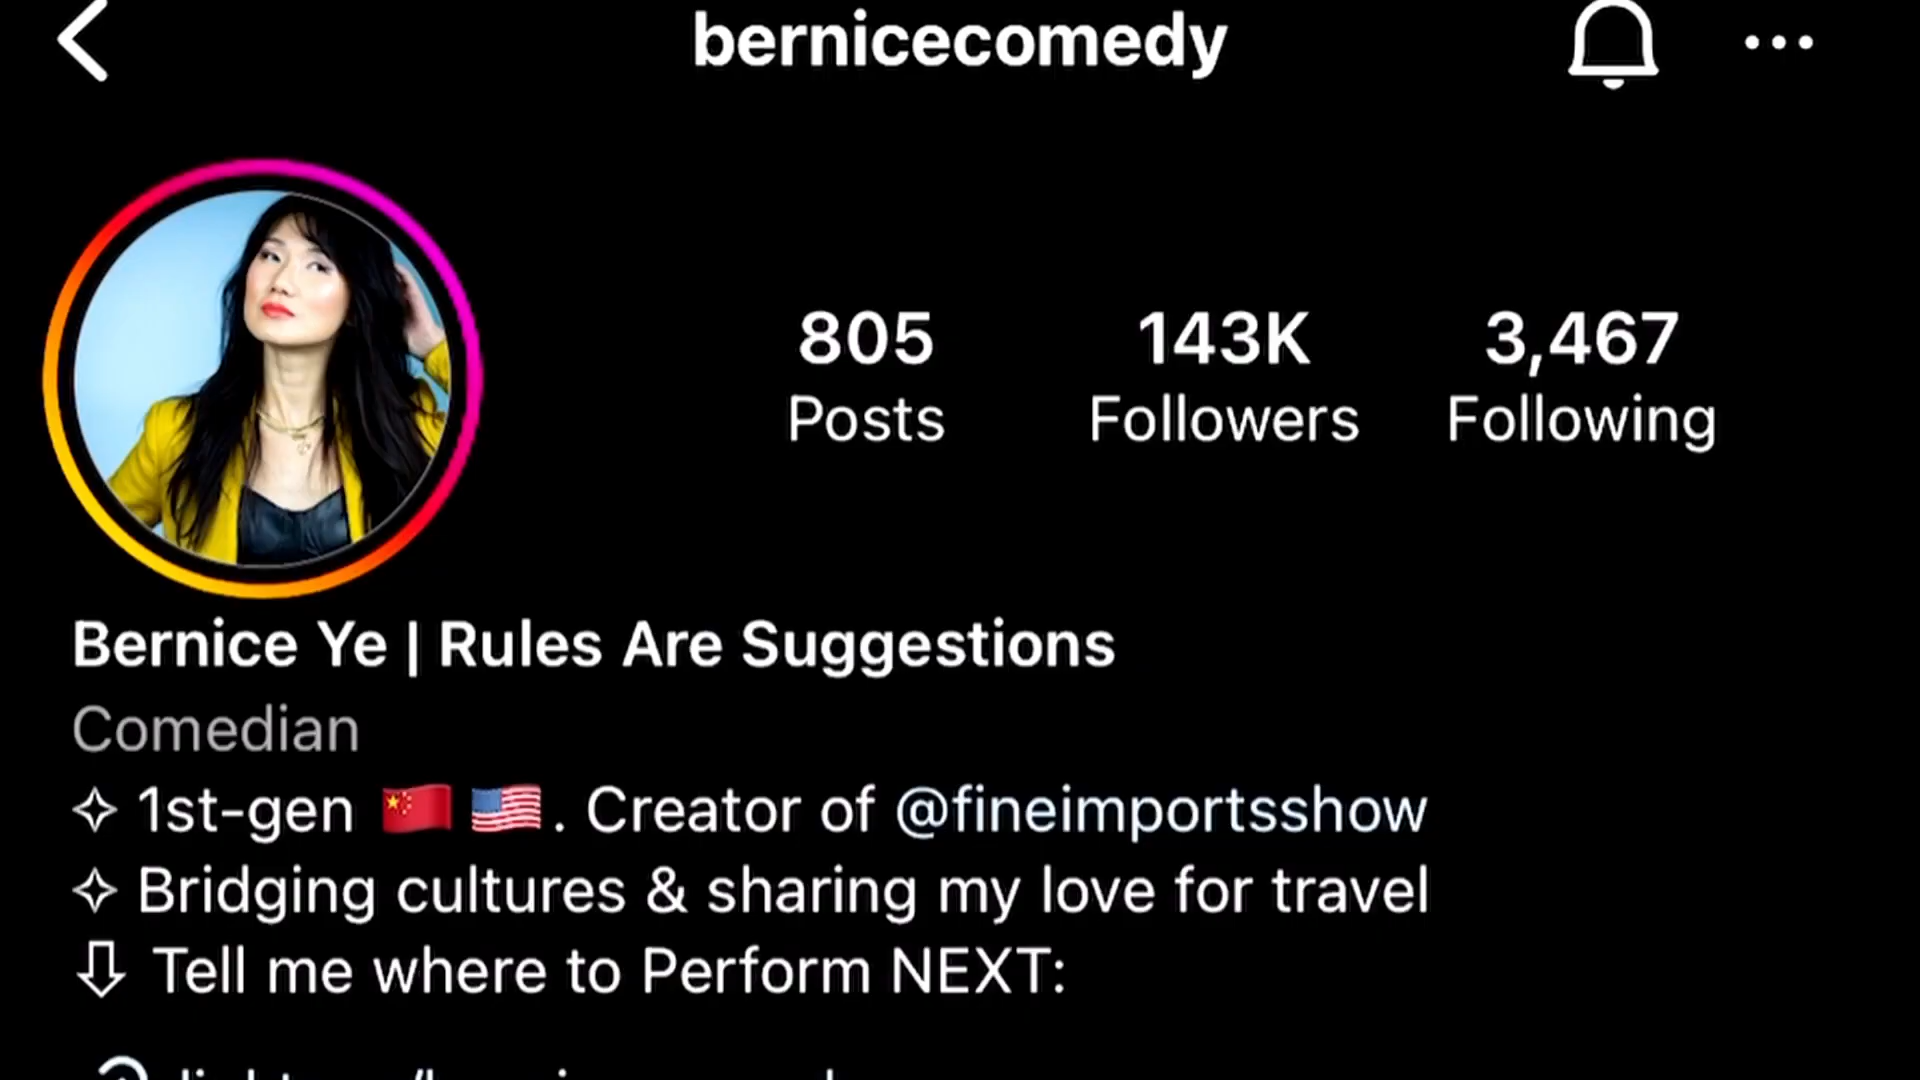 bernicecomedy
805 143K 3,467
Posts Followers Following
Bernice Ye | Rules Are Suggestions
Comedian
✧ 1st-gen 🇨🇳 🇺🇸. Creator of @fineimportsshow
✧ Bridging cultures & sharing my love for travel
⇩ Tell me where to Perform NEXT: